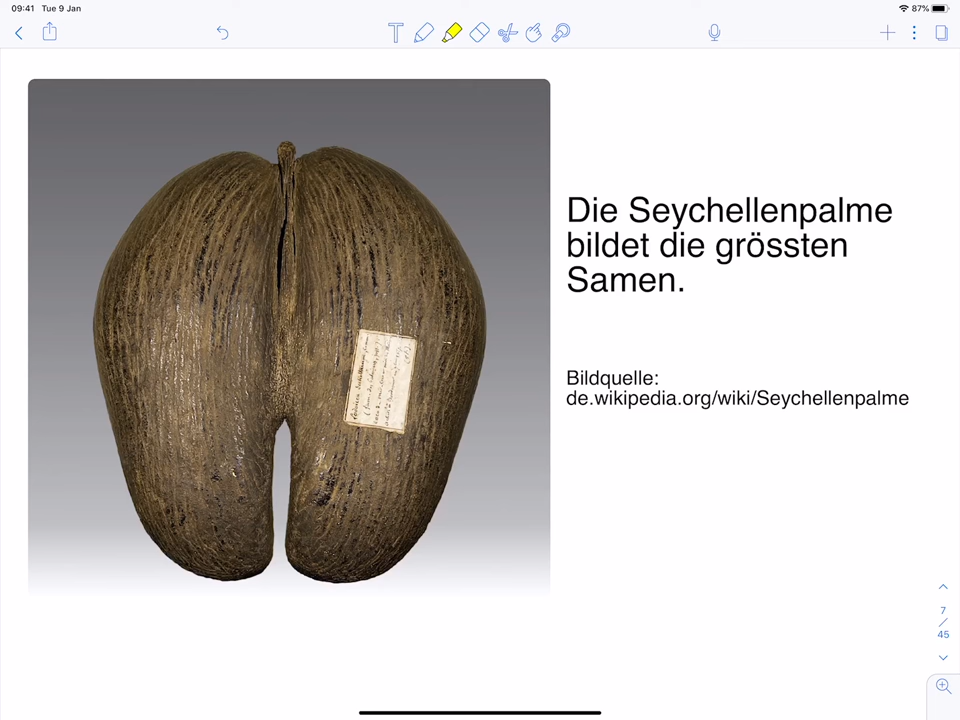 09:41 Tue 9 Jan
87%
T
Die Seychellenpalme
bildet die grössten
Samen.
Bildquelle:
de.wikipedia.org/wiki/Seychellenpalme
7
/
45